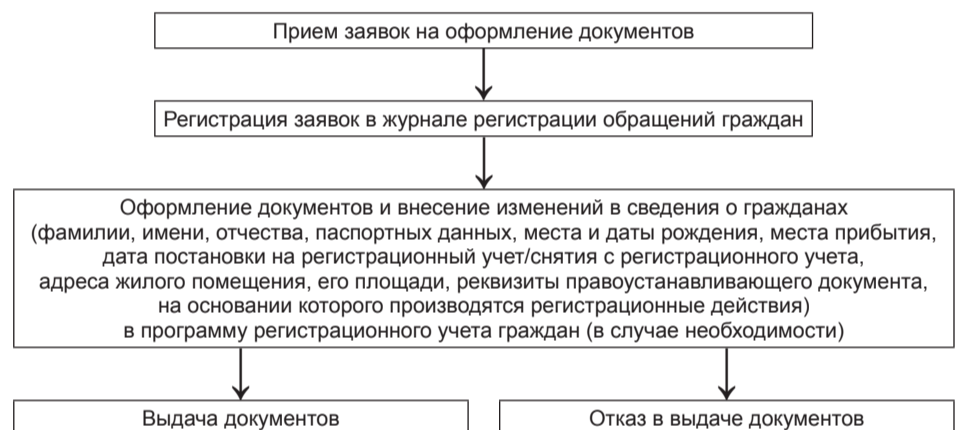 Прием заявок на оформление документов
Регистрация заявок в журнале регистрации обращений граждан
Оформление документов и внесение изменений в сведения о гражданах
(фамилии, имени, отчества, паспортных данных, места и даты рождения, места прибытия,
дата постановки на регистрационный учет/снятия с регистрационного учета,
адреса жилого помещения, его площади, реквизиты правоустанавливающего документа,
на основании которого производятся регистрационные действия)
в программу регистрационного учета граждан (в случае необходимости)
Выдача документов
Отказ в выдаче документов